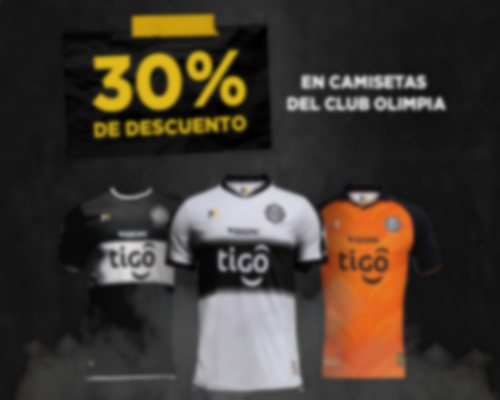 30%
DE DESCUENTO
EN CAMISETAS
DEL CLUB OLIMPIA
tigo
tigo
tigo